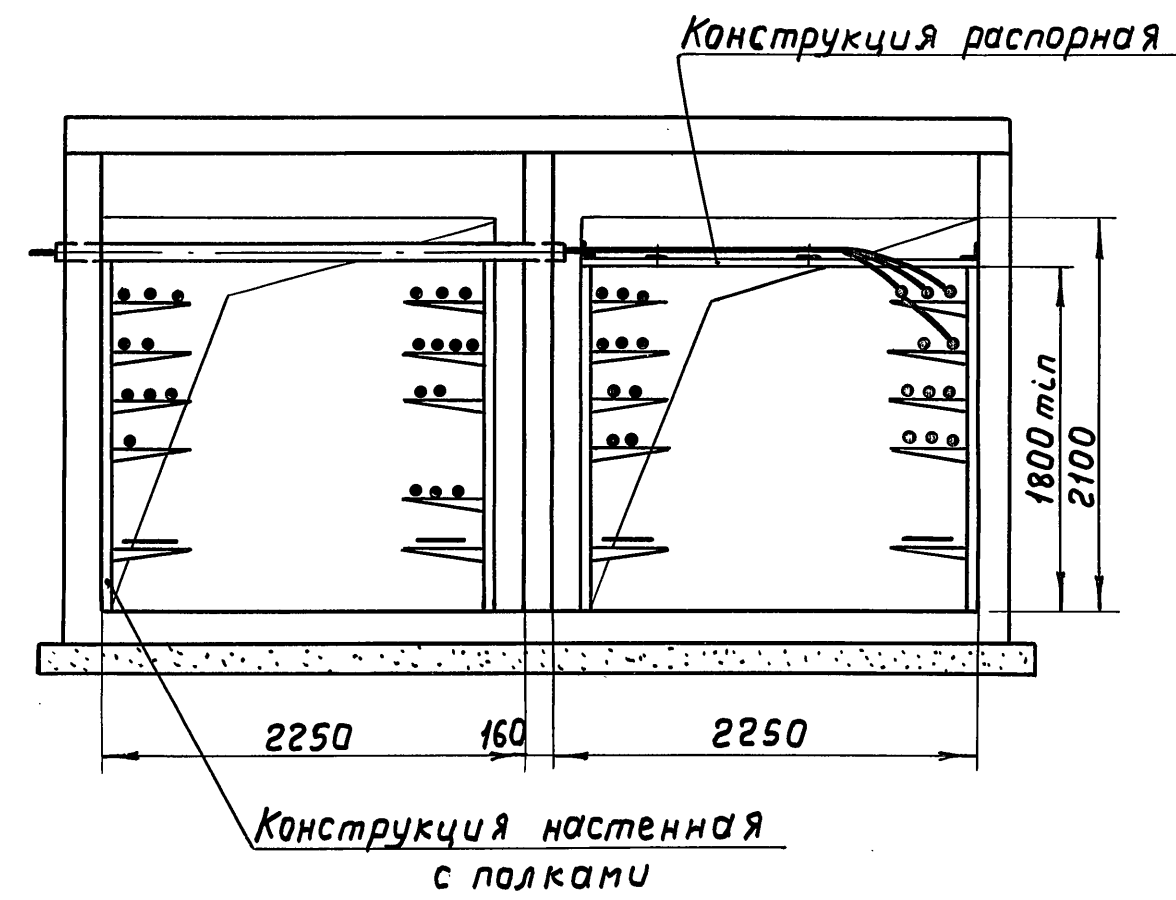 Конструкция распорная
1800 min
2100
2250
160
2250
Конструкция настенная
с полками